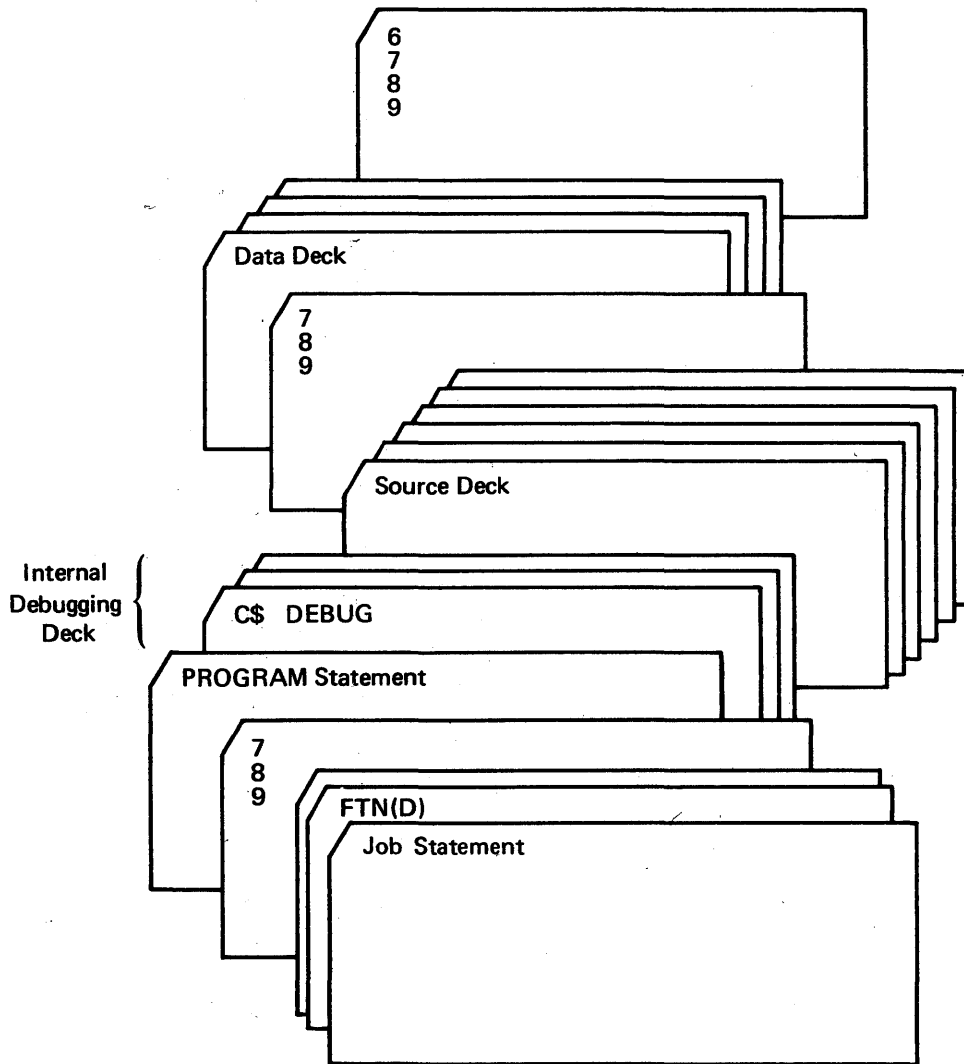 6
7
8
9
Data Deck
7
8
9
Source Deck
Internal
Debugging
Deck
C$ DEBUG
PROGRAM Statement
7
8
9
FTN(D)
Job Statement